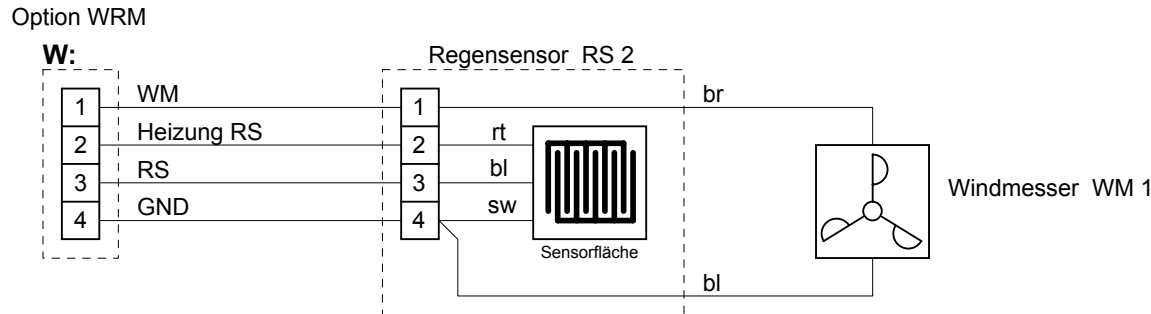 Option WRM
W: Regensensor RS 2
1 WM 1 br
2 Heizung RS 2 rt
3 RS 3 bl
Windmesser WM 1
4 GND 4 sw
Sensorfläche
bl